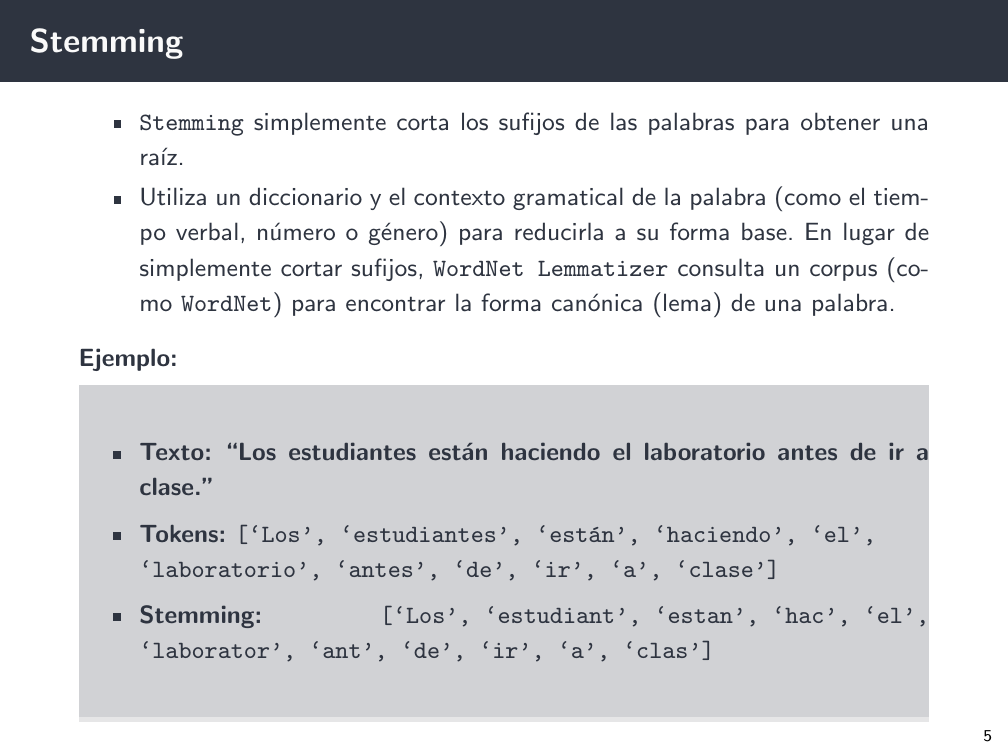 Stemming
▪ Stemming simplemente corta los sufijos de las palabras para obtener una
raíz.
▪ Utiliza un diccionario y el contexto gramatical de la palabra (como el tiem-
po verbal, número o género) para reducirla a su forma base. En lugar de
simplemente cortar sufijos, WordNet Lemmatizer consulta un corpus (co-
mo WordNet) para encontrar la forma canónica (lema) de una palabra.
Ejemplo:
▪ Texto: “Los estudiantes están haciendo el laboratorio antes de ir a
clase.”
▪ Tokens: [‘Los’, ‘estudiantes’, ‘están’, ‘haciendo’, ‘el’,
‘laboratorio’, ‘antes’, ‘de’, ‘ir’, ‘a’, ‘clase’]
▪ Stemming: [‘Los’, ‘estudiant’, ‘estan’, ‘hac’, ‘el’,
‘laborator’, ‘ant’, ‘de’, ‘ir’, ‘a’, ‘clas’]
5